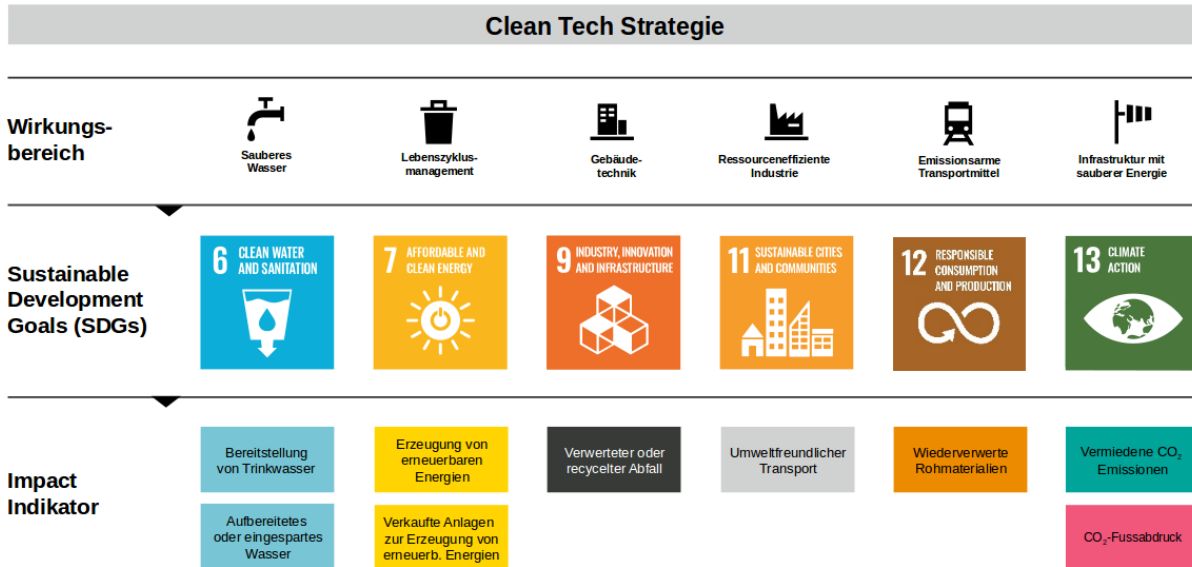 Clean Tech Strategie
Wirkungs-
bereich
Sauberes
Wasser
Lebenszyklus-
management
Gebäude-
technik
Ressourceneffiziente
Industrie
Emissionsarme
Transportmittel
Infrastruktur mit
sauberer Energie
Sustainable
Development
Goals (SDGs)
6 CLEAN WATER
AND SANITATION
7 AFFORDABLE AND
CLEAN ENERGY
9 INDUSTRY, INNOVATION
AND INFRASTRUCTURE
11 SUSTAINABLE CITIES
AND COMMUNITIES
12 RESPONSIBLE
CONSUMPTION
AND PRODUCTION
13 CLIMATE
ACTION
Impact
Indikator
Bereitstellung
von Trinkwasser
Erzeugung von
erneuerbaren
Energien
Verwerteter oder
recycelter Abfall
Umweltfreundlicher
Transport
Wiederverwerte
Rohmaterialien
Vermiedene CO₂
Emissionen
Aufbereitetes
oder eingespartes
Wasser
Verkaufte Anlagen
zur Erzeugung von
erneuerb. Energien
CO₂-Fussabdruck